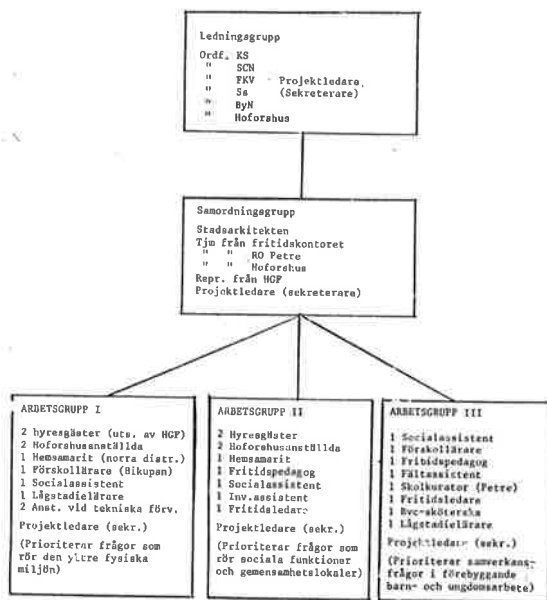 Ledningsgrupp
Ordf. KS
" SCN
" FKV Projektledare
" Sa (Sekreterare)
" ByN
" Hoforshus
Samordningsgrupp
Stadsarkitekten
Tjm från fritidskontoret
" " RO Petre
" " Hoforshus
Repr. från HGF
Projektledare (sekreterare)
ARBETSGRUPP I
2 hyresgäster (uts. av HGF)
2 Hoforshusanställda
1 Hemsamarit (norra distr.)
1 Förskollärare (Bikupan)
1 Socialassistent
1 Lågstadielärare
2 Anst. vid tekniska förv.
Projektledare (sekr.)
(Prioriterar frågor som
rör den yttre fysiska
miljön)
ARBETSGRUPP II
2 Hyresgäster
2 Hoforshusanställda
1 Hemsamarit
1 Fritidspedagog
1 Socialassistent
1 Inv.assistent
1 Fritidsledare
Projektledare (sekr.)
(Prioriterar frågor som
rör sociala funktioner
och gemensamhetslokaler)
ARBETSGRUPP III
1 Socialassistent
1 Förskollärare
1 Fritidspedagog
1 Fältassistent
1 Skolkurator (Petre)
1 Fritidsledare
1 Bvc-sköterska
1 Lågstadielärare
Projektledare (sekr.)
(Prioriterar samverkans-
frågor i förebyggande
barn- och ungdomsarbete)